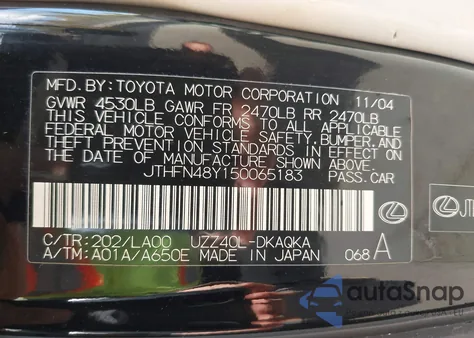 MFD. BY: TOYOTA MOTOR CORPORATION 11/04
GVWR 4530LB GAWR FR 2470LB RR 2470LB
THIS VEHICLE CONFORMS TO ALL APPLICABLE
FEDERAL MOTOR VEHICLE SAFETY, BUMPER, AND
THEFT PREVENTION STANDARDS IN EFFECT ON
THE DATE OF MANUFACTURE SHOWN ABOVE.
JTHFN48Y150065183 PASS.CAR
C/TR: 202/LA00 UZZ40L-DKAQKA
A/TM: A01A/A650E MADE IN JAPAN 068 A
JT
autoSnap